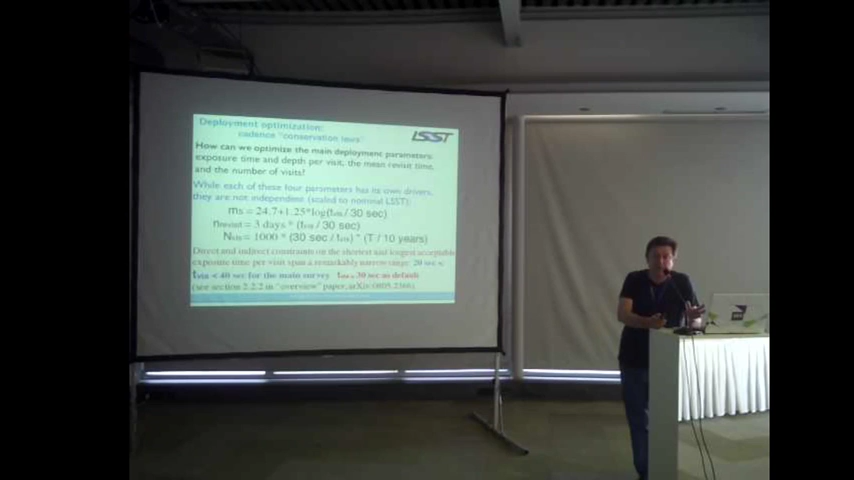 Deployment optimization:
cadence "conservation laws"
LSST
How can we optimize the main deployment parameters:
exposure time and depth per visit, the mean revisit time,
and the number of visits?
While each of these four parameters has its own drivers,
they are not independent (scaled to nominal LSST):
m5 = 24.7+1.25*log(tvis / 30 sec)
nrevisit = 3 days * (tvis / 30 sec)
Nvis = 1000 * (30 sec / tvis) * (T / 10 years)
Direct and indirect constraints on the shortest and longest acceptable
exposure time per visit span a remarkably narrow range: 20 sec <
tvis < 40 sec for the main survey tvis = 30 sec as default
(see section 2.2.2 in "overview" paper, arXiv:0805.2366)